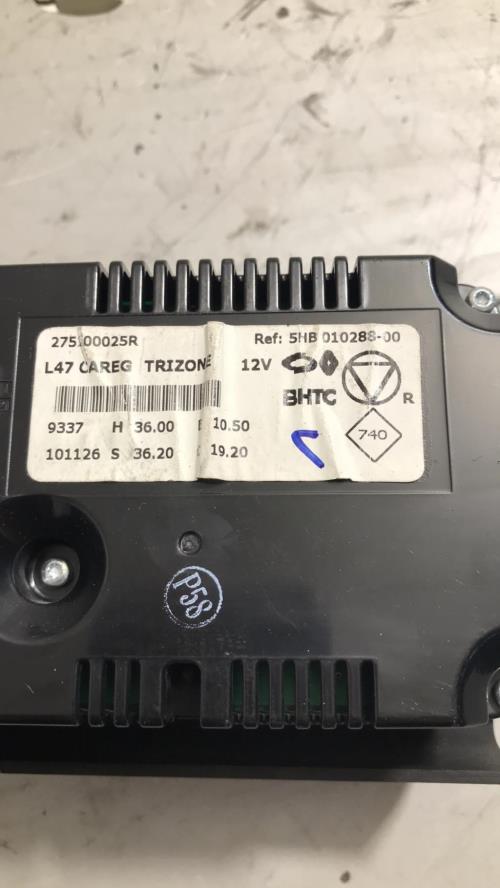 275100025R Ref: 5HB 010288-00
L47 CAREG TRIZONE 12V
BHTC R
9337 H 36.00 E 10.50
740
101126 S 36.20 19.20
P58